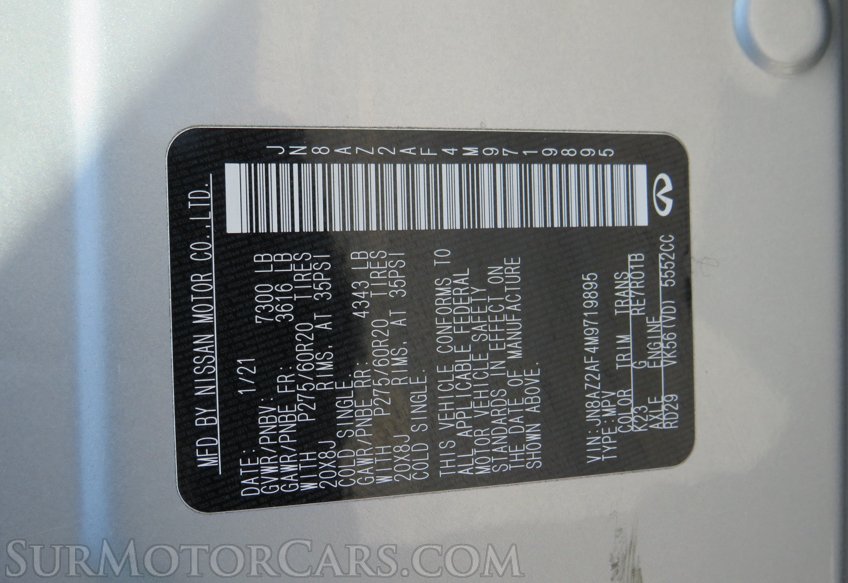 MFD BY NISSAN MOTOR CO.,LTD.
JN8AZ2AF4M9719895
DATE: 1/21
GVWR/PNBV: 7300 LB
GAWR/PNBE FR: 3616 LB
WITH P275/60R20 TIRES
20X8J RIMS. AT 35PSI
COLD SINGLE.
GAWR/PNBE RR: 4343 LB
WITH P275/60R20 TIRES
20X8J RIMS. AT 35PSI
COLD SINGLE.
THIS VEHICLE CONFORMS TO
ALL APPLICABLE FEDERAL
MOTOR VEHICLE SAFETY
STANDARDS IN EFFECT ON
THE DATE OF MANUFACTURE
SHOWN ABOVE.
VIN:JN8AZ2AF4M9719895
TYPE:MPV
COLOR TRIM TRANS
K23 G RE7R01B
AXLE ENGINE
RD29 VK56(VD) 5552CC
SurMotorCars.com